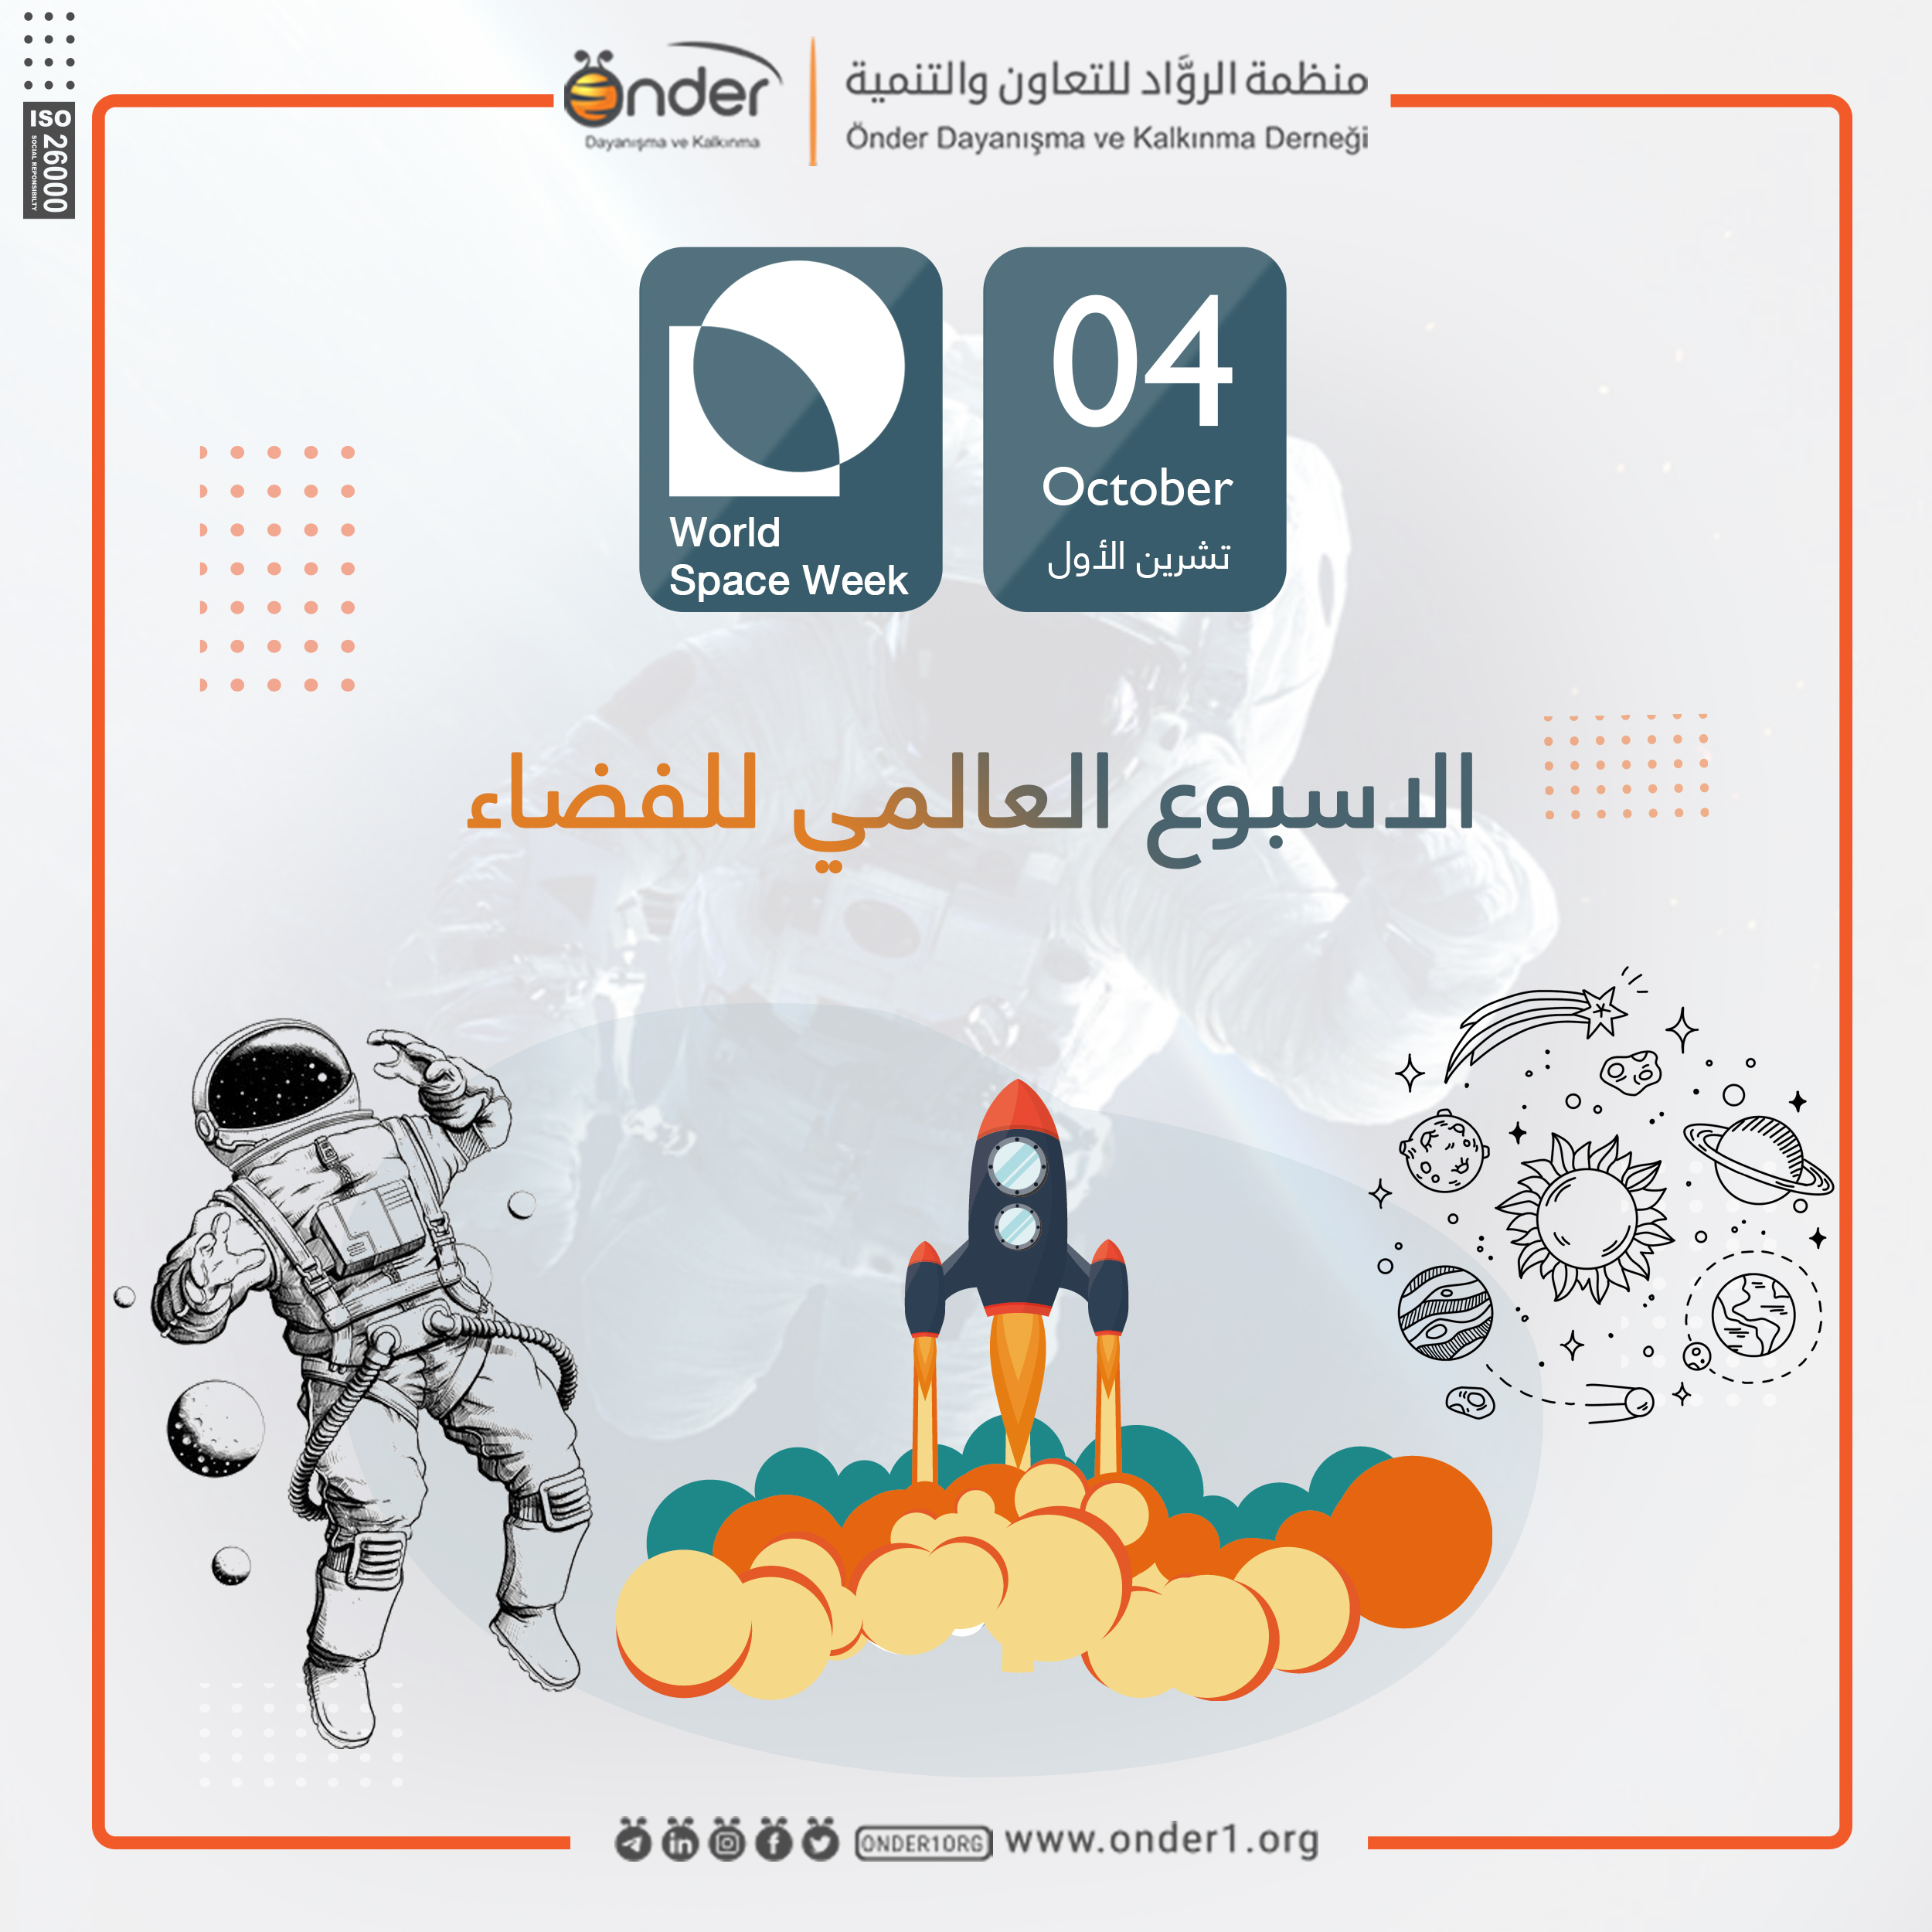 ISO
26000
SOCIAL REPONSIBILTY
önder
Dayanışma ve Kalkınma
منظمة الروَّاد للتعاون والتنمية
Önder Dayanışma ve Kalkınma Derneği
World
Space Week
04
October
تشرين الأول
الاسبوع العالمي للفضاء
ONDER1ORG
www.onder1.org